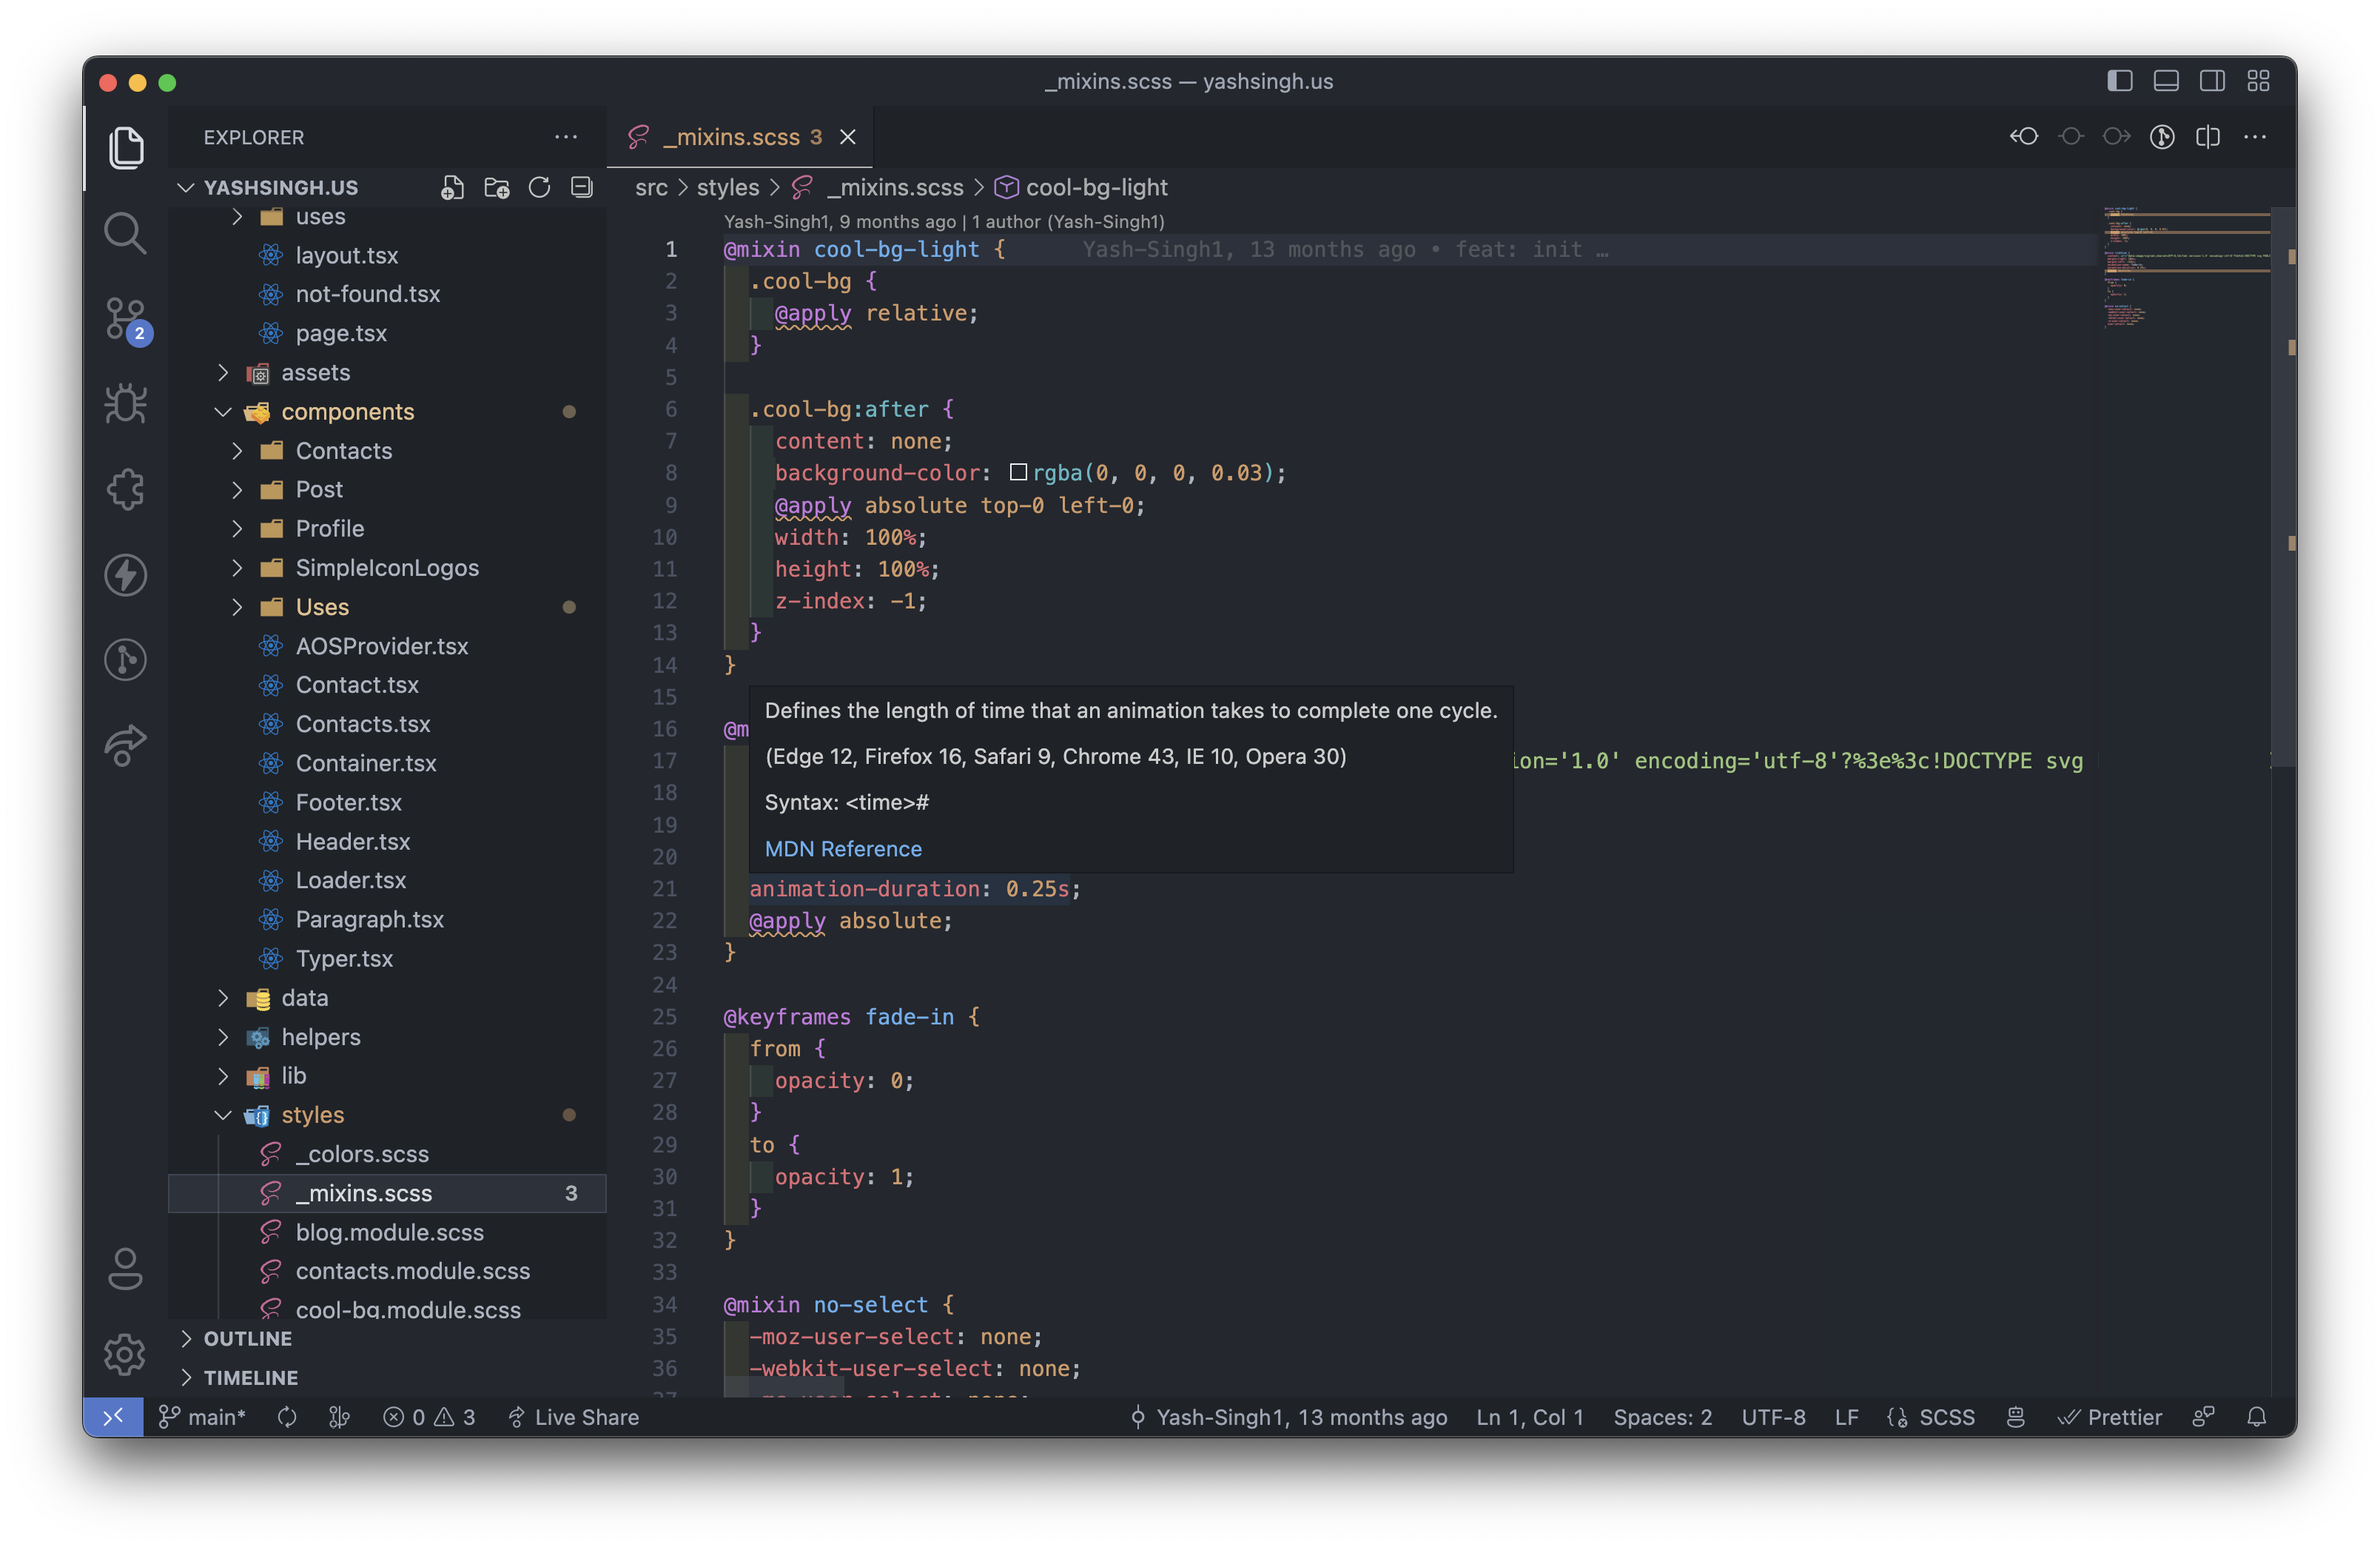 _mixins.scss — yashsingh.us
EXPLORER
YASHSINGH.US
uses
layout.tsx
not-found.tsx
page.tsx
assets
components
Contacts
Post
Profile
SimpleIconLogos
Uses
AOSProvider.tsx
Contact.tsx
Contacts.tsx
Container.tsx
Footer.tsx
Header.tsx
Loader.tsx
Paragraph.tsx
Typer.tsx
data
helpers
lib
styles
_colors.scss
_mixins.scss 3
blog.module.scss
contacts.module.scss
cool-bg.module.scss
OUTLINE
TIMELINE
2
_mixins.scss 3
src > styles > _mixins.scss > cool-bg-light
Yash-Singh1, 9 months ago | 1 author (Yash-Singh1)
1 @mixin cool-bg-light { Yash-Singh1, 13 months ago • feat: init …
2 .cool-bg {
3 @apply relative;
4 }
5
6 .cool-bg:after {
7 content: none;
8 background-color: rgba(0, 0, 0, 0.03);
9 @apply absolute top-0 left-0;
10 width: 100%;
11 height: 100%;
12 z-index: -1;
13 }
14 }
15
16 @m
17 ion='1.0' encoding='utf-8'?%3e%3c!DOCTYPE svg
18
19
20
Defines the length of time that an animation takes to complete one cycle.
(Edge 12, Firefox 16, Safari 9, Chrome 43, IE 10, Opera 30)
Syntax: <time>#
MDN Reference
21 animation-duration: 0.25s;
22 @apply absolute;
23 }
24
25 @keyframes fade-in {
26 from {
27 opacity: 0;
28 }
29 to {
30 opacity: 1;
31 }
32 }
33
34 @mixin no-select {
35 -moz-user-select: none;
36 -webkit-user-select: none;
main* 0 3 Live Share Yash-Singh1, 13 months ago Ln 1, Col 1 Spaces: 2 UTF-8 LF SCSS Prettier